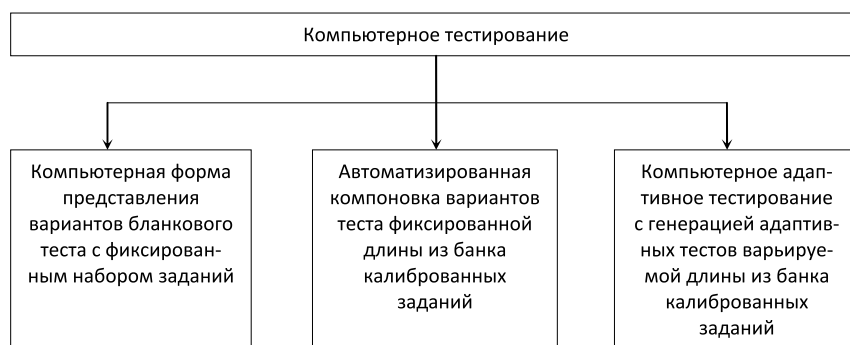 Компьютерное тестирование
Компьютерная форма
представления
вариантов бланкового
теста с фиксирован-
ным набором заданий
Автоматизированная
компоновка вариантов
теста фиксированной
длины из банка
калиброванных
заданий
Компьютерное адап-
тивное тестирование
с генерацией адаптив-
ных тестов варьируе-
мой длины из банка
калиброванных
заданий